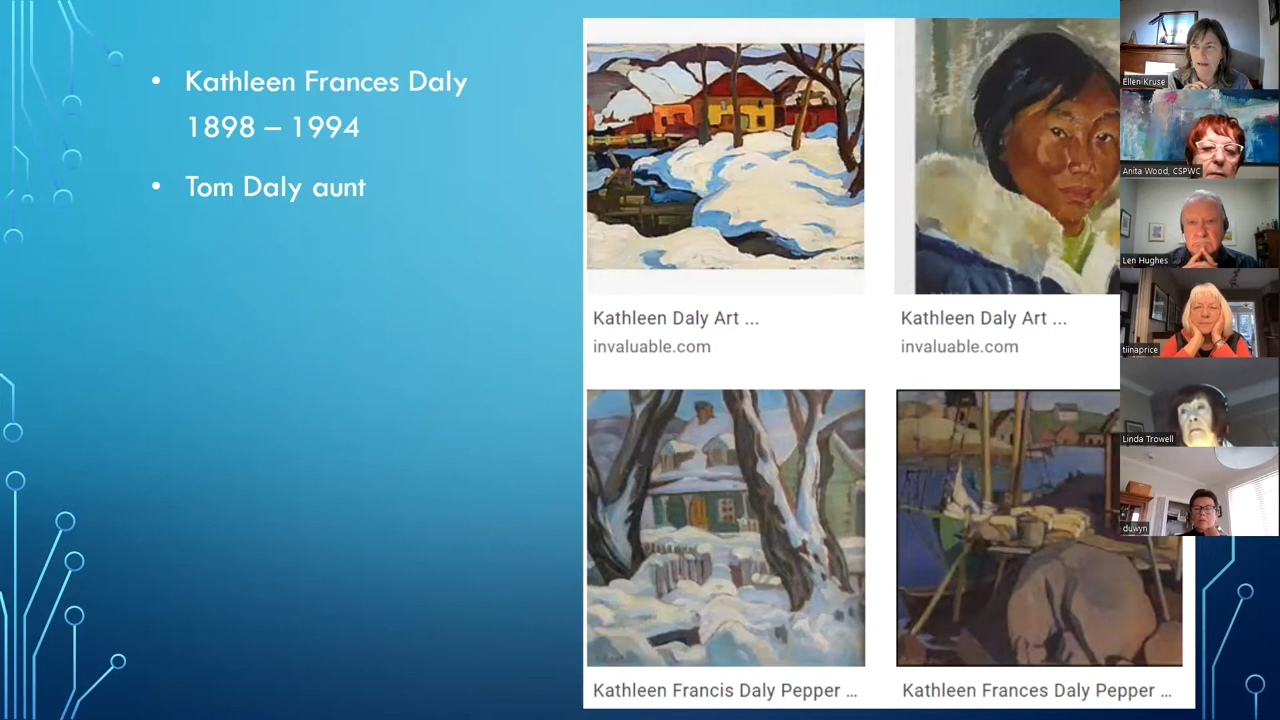 • Kathleen Frances Daly
1898 – 1994
• Tom Daly aunt
Kathleen Daly Art ...
invaluable.com
Kathleen Daly Art ...
invaluable.com
Kathleen Francis Daly Pepper ...
Kathleen Frances Daly Pepper ...
Ellen Kruse
Anita Wood, CSPWC
Len Hughes
tiinaprice
Linda Trowell
duwyn